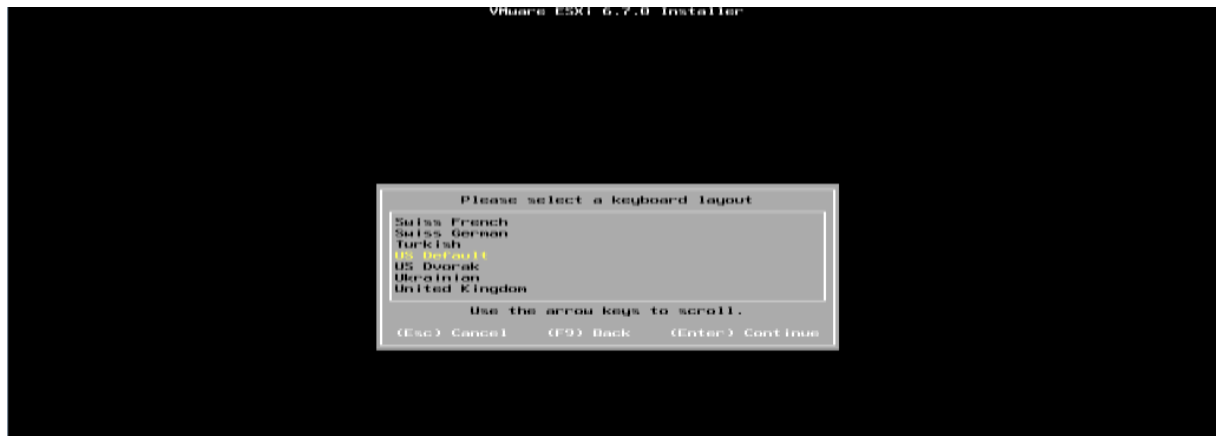 VMware ESXi 6.7.0 Installer
Please select a keyboard layout
Swiss French
Swiss German
Turkish
US Default
US Dvorak
Ukrainian
United Kingdom
Use the arrow keys to scroll.
(Esc) Cancel (F9) Back (Enter) Continue